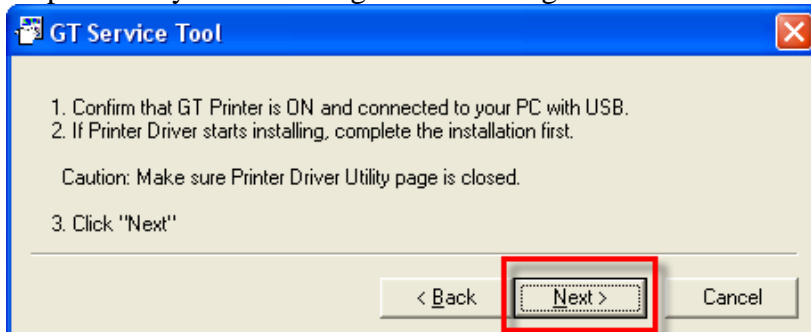 GT Service Tool
1. Confirm that GT Printer is ON and connected to your PC with USB.
2. If Printer Driver starts installing, complete the installation first.
Caution: Make sure Printer Driver Utility page is closed.
3. Click "Next"
< Back Next > Cancel